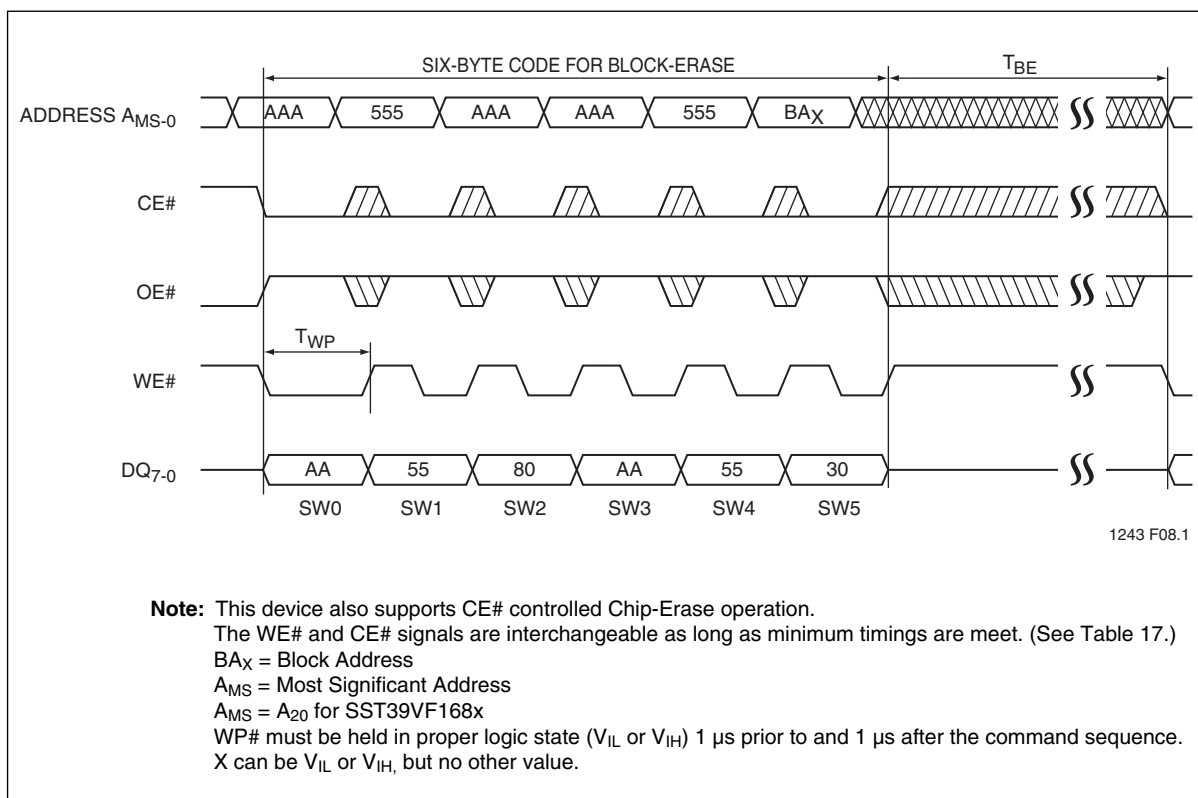 SIX-BYTE CODE FOR BLOCK-ERASE TBE
ADDRESS AMS-0 AAA 555 AAA AAA 555 BAX
CE#
OE#
TWP
WE#
DQ7-0 AA 55 80 AA 55 30
SW0 SW1 SW2 SW3 SW4 SW5
1243 F08.1
Note: This device also supports CE# controlled Chip-Erase operation.
The WE# and CE# signals are interchangeable as long as minimum timings are meet. (See Table 17.)
BAX = Block Address
AMS = Most Significant Address
AMS = A20 for SST39VF168x
WP# must be held in proper logic state (VIL or VIH) 1 µs prior to and 1 µs after the command sequence.
X can be VIL or VIH, but no other value.